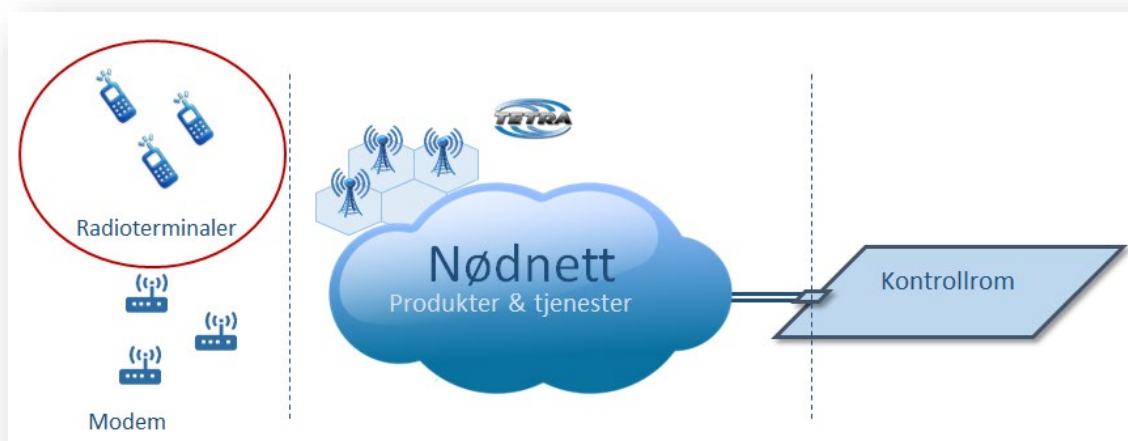 TETRA
Radioterminaler
Nødnett
Produkter & tjenester
Kontrollrom
Modem